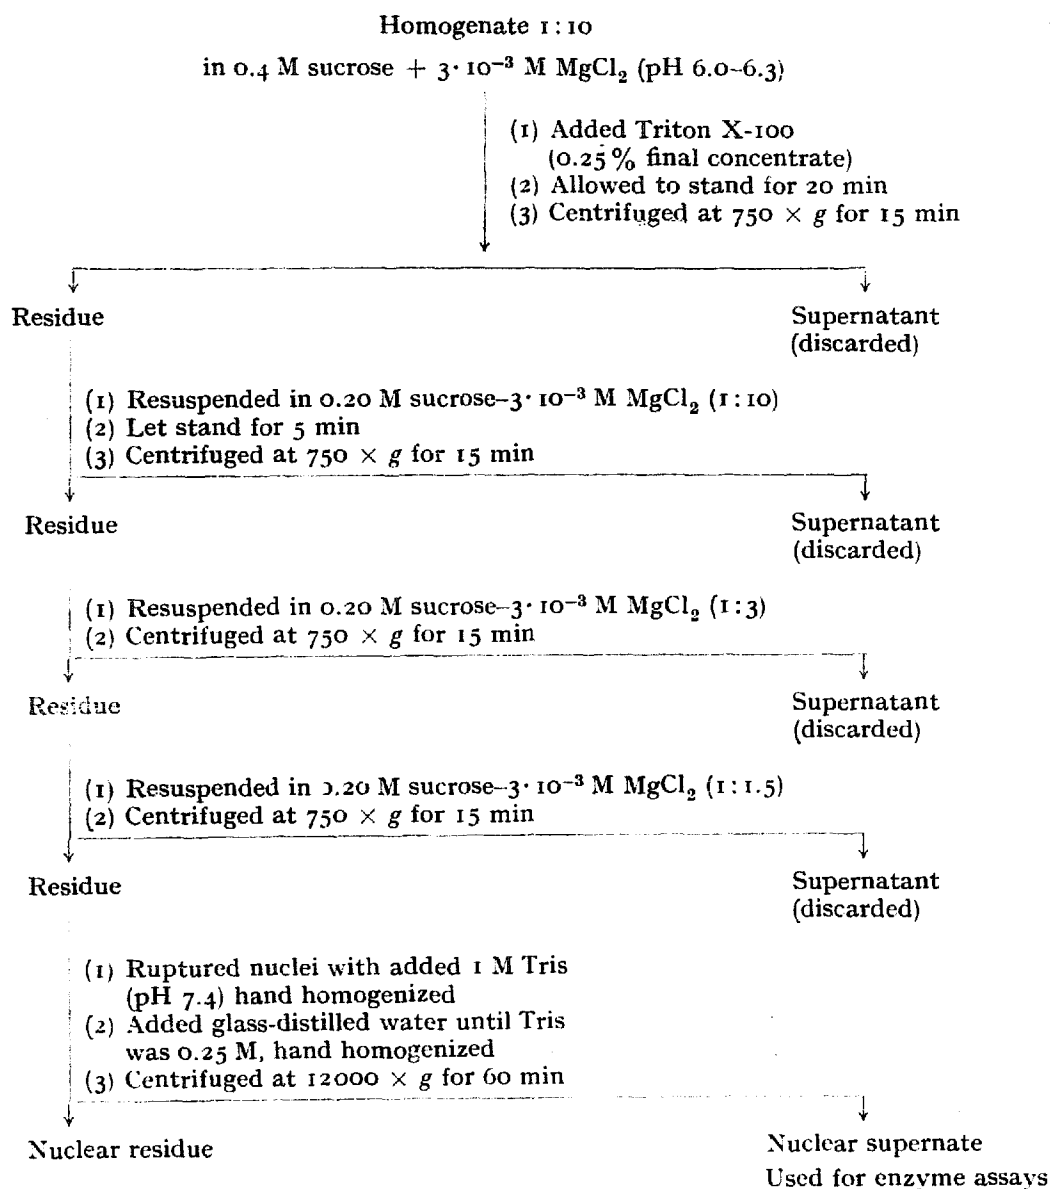 Homogenate 1:10
in 0.4 M sucrose + 3·10⁻³ M MgCl₂ (pH 6.0–6.3)
(1) Added Triton X-100
(0.25% final concentrate)
(2) Allowed to stand for 20 min
(3) Centrifuged at 750 × g for 15 min
Residue
Supernatant
(discarded)
(1) Resuspended in 0.20 M sucrose–3·10⁻³ M MgCl₂ (1:10)
(2) Let stand for 5 min
(3) Centrifuged at 750 × g for 15 min
Residue
Supernatant
(discarded)
(1) Resuspended in 0.20 M sucrose–3·10⁻³ M MgCl₂ (1:3)
(2) Centrifuged at 750 × g for 15 min
Residue
Supernatant
(discarded)
(1) Resuspended in 0.20 M sucrose–3·10⁻³ M MgCl₂ (1:1.5)
(2) Centrifuged at 750 × g for 15 min
Residue
Supernatant
(discarded)
(1) Ruptured nuclei with added 1 M Tris
(pH 7.4) hand homogenized
(2) Added glass-distilled water until Tris
was 0.25 M, hand homogenized
(3) Centrifuged at 12000 × g for 60 min
Nuclear residue
Nuclear supernate
Used for enzyme assays